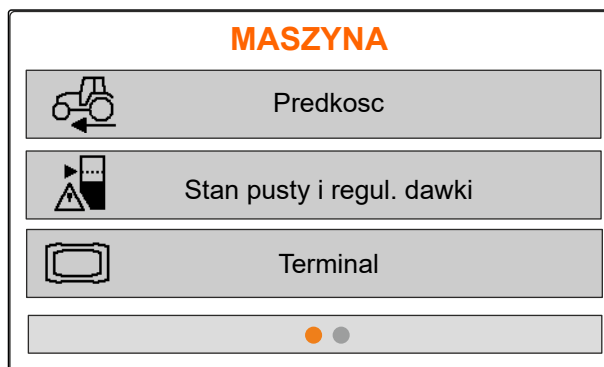 MASZYNA
Predkosc
Stan pusty i regul. dawki
Terminal